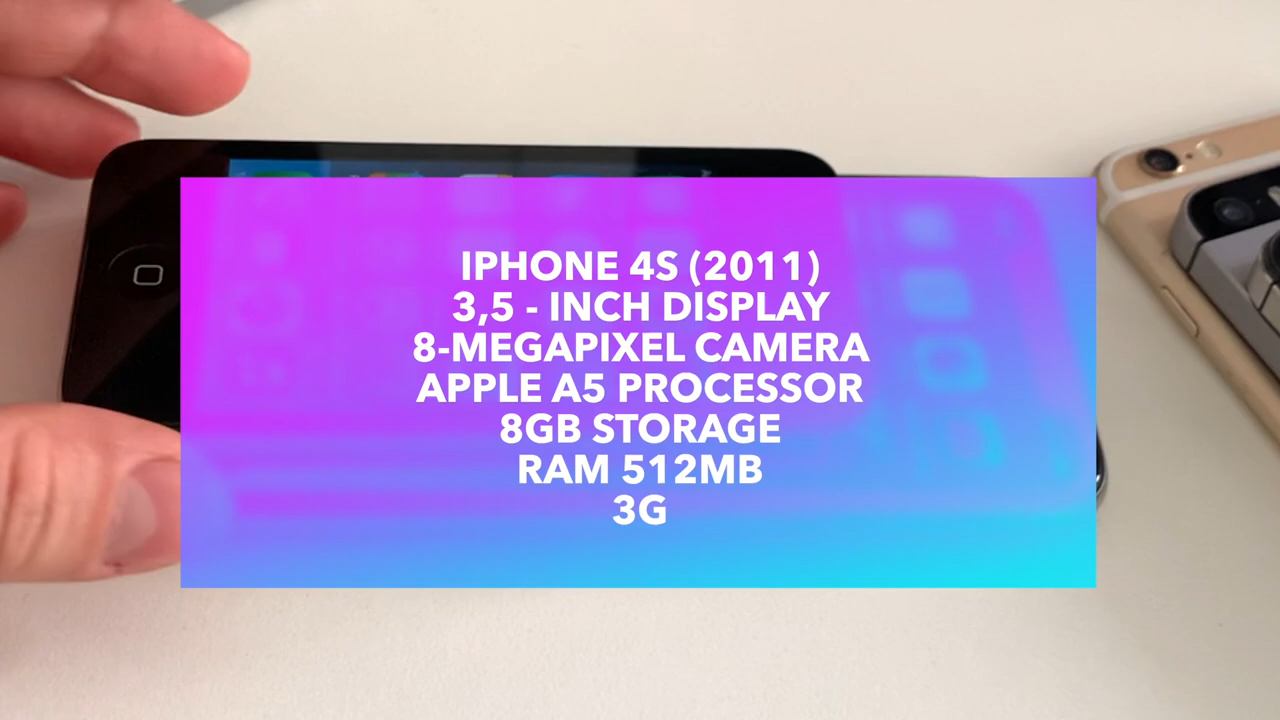 IPHONE 4S (2011)
3,5 - INCH DISPLAY
8-MEGAPIXEL CAMERA
APPLE A5 PROCESSOR
8GB STORAGE
RAM 512MB
3G